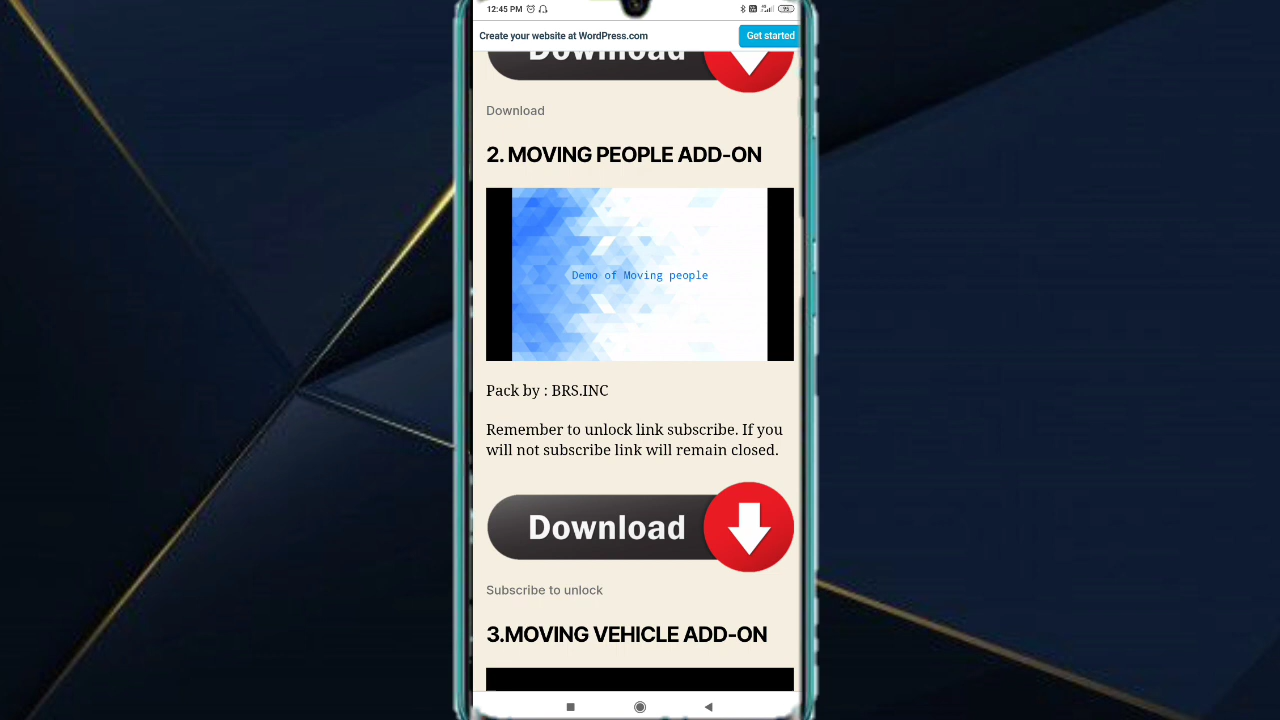 12:45 PM
95
Create your website at WordPress.com
Get started
Download
Download
2. MOVING PEOPLE ADD-ON
Demo of Moving people
Pack by : BRS.INC
Remember to unlock link subscribe. If you
will not subscribe link will remain closed.
Download
Subscribe to unlock
3.MOVING VEHICLE ADD-ON